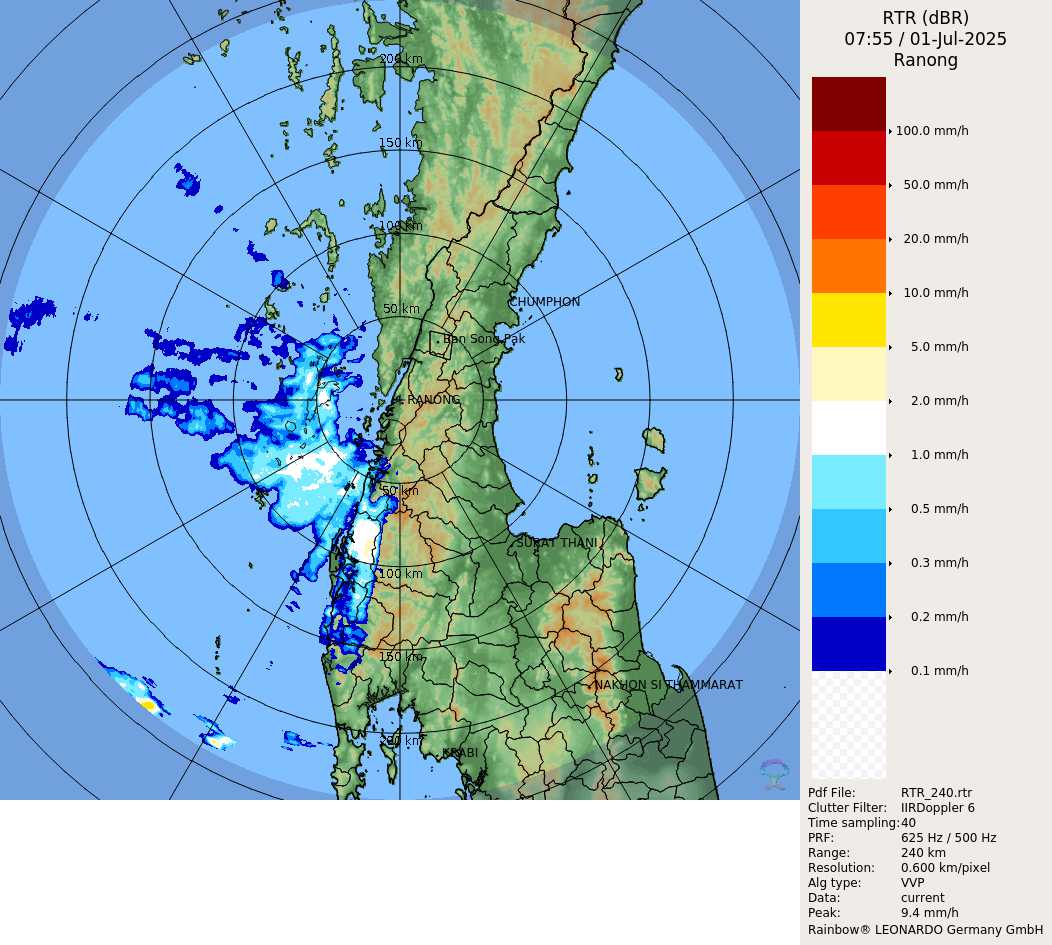 RTR (dBR)
07:55 / 01-Jul-2025
Ranong
200 km
150 km
100 km
50 km
CHUMPHON
Ban Song Pak
RANONG
50 km
SURAT THANI
100 km
150 km
NAKHON SI THAMMARAT
200 km
KRABI
100.0 mm/h
50.0 mm/h
20.0 mm/h
10.0 mm/h
5.0 mm/h
2.0 mm/h
1.0 mm/h
0.5 mm/h
0.3 mm/h
0.2 mm/h
0.1 mm/h
Pdf File: RTR_240.rtr
Clutter Filter: IIRDoppler 6
Time sampling:40
PRF: 625 Hz / 500 Hz
Range: 240 km
Resolution: 0.600 km/pixel
Alg type: VVP
Data: current
Peak: 9.4 mm/h
Rainbow® LEONARDO Germany GmbH